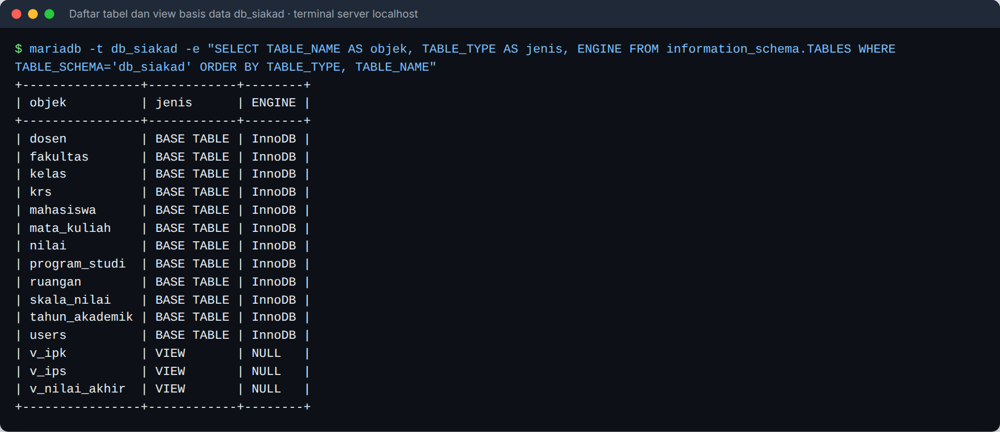 Daftar tabel dan view basis data db_siakad · terminal server localhost
$ mariadb -t db_siakad -e "SELECT TABLE_NAME AS objek, TABLE_TYPE AS jenis, ENGINE FROM information_schema.TABLES WHERE
TABLE_SCHEMA='db_siakad' ORDER BY TABLE_TYPE, TABLE_NAME"
+----------------+------------+--------+
| objek          | jenis      | ENGINE |
+----------------+------------+--------+
| dosen          | BASE TABLE | InnoDB |
| fakultas       | BASE TABLE | InnoDB |
| kelas          | BASE TABLE | InnoDB |
| krs            | BASE TABLE | InnoDB |
| mahasiswa      | BASE TABLE | InnoDB |
| mata_kuliah    | BASE TABLE | InnoDB |
| nilai          | BASE TABLE | InnoDB |
| program_studi  | BASE TABLE | InnoDB |
| ruangan        | BASE TABLE | InnoDB |
| skala_nilai    | BASE TABLE | InnoDB |
| tahun_akademik | BASE TABLE | InnoDB |
| users          | BASE TABLE | InnoDB |
| v_ipk          | VIEW       | NULL   |
| v_ips          | VIEW       | NULL   |
| v_nilai_akhir  | VIEW       | NULL   |
+----------------+------------+--------+